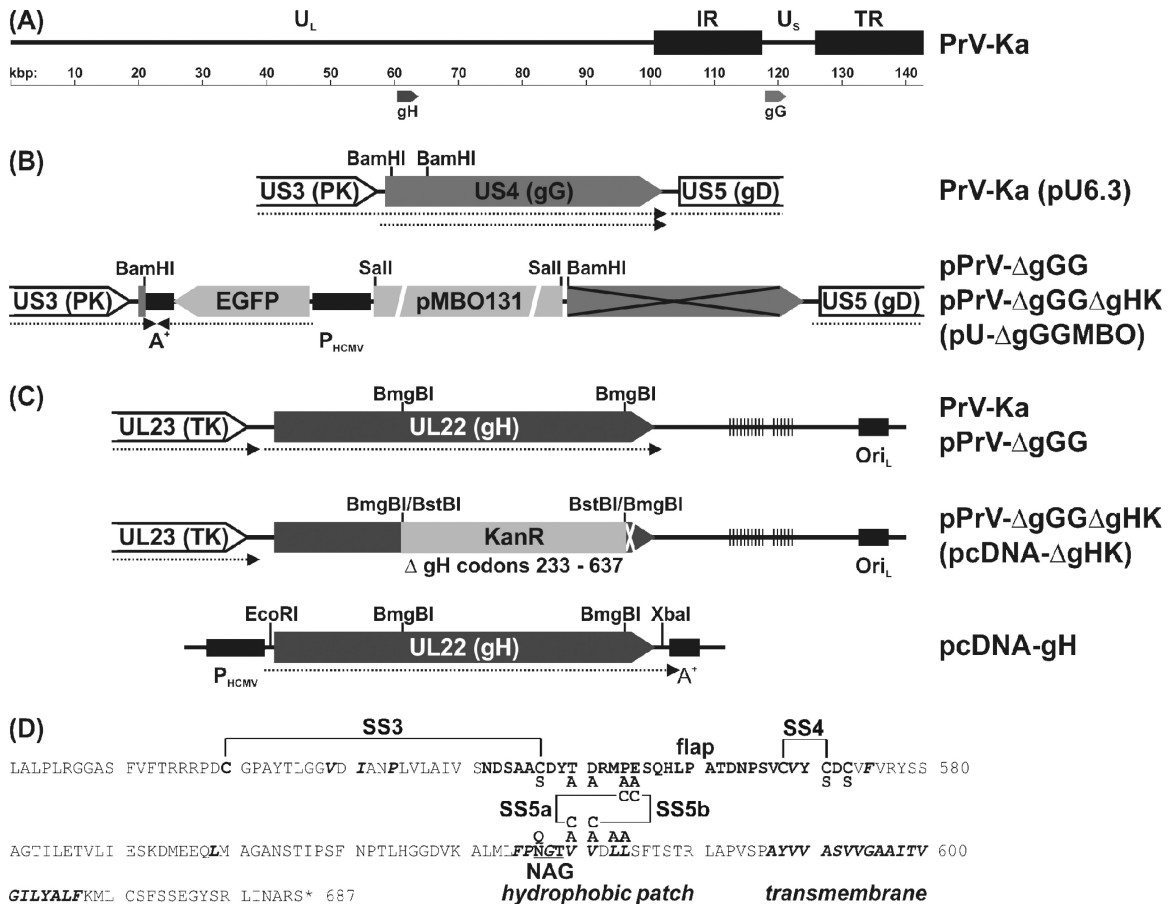 (A) U_L IR U_S TR PrV-Ka
kbp: 10 20 30 40 50 60 70 80 90 100 110 120 130 140
gH gG
(B)
BamHI BamHI
US3 (PK) US4 (gG) US5 (gD) PrV-Ka (pU6.3)
BamHI SalI SalI BamHI pPrV-ΔgGG
US3 (PK) EGFP pMBO131 US5 (gD) pPrV-ΔgGGΔgHK
A⁺ P_HCMV (pU-ΔgGGMBO)
(C)
BmgBI BmgBI PrV-Ka
UL23 (TK) UL22 (gH) pPrV-ΔgGG
Ori_L
BmgBI/BstBI BstBI/BmgBI pPrV-ΔgGGΔgHK
UL23 (TK) KanR (pcDNA-ΔgHK)
Δ gH codons 233 - 637 Ori_L
EcoRI BmgBI BmgBI XbaI
UL22 (gH) pcDNA-gH
P_HCMV A⁺
(D) SS3 SS4
flap
LALPLRGGAS FVFTRRRPDC GPAYTLGGVD IANPLVLAIV SNDSAACDYT DRMPESQHLP ATDNPSVCVY CDCVFVRYSS 580
S A A AA S S
CC
SS5a SS5b
C C
Q A A AA
AGTILETVLI ESKDMEEQLM AGANSTIPSF NPTLHGGDVK ALMLFPNGTV VDLLSFTSTR LAPVSPAYVV ASVVGAAITV 600
NAG
GILYALFKML CSFSSEGYSR LINARS* 687 hydrophobic patch transmembrane